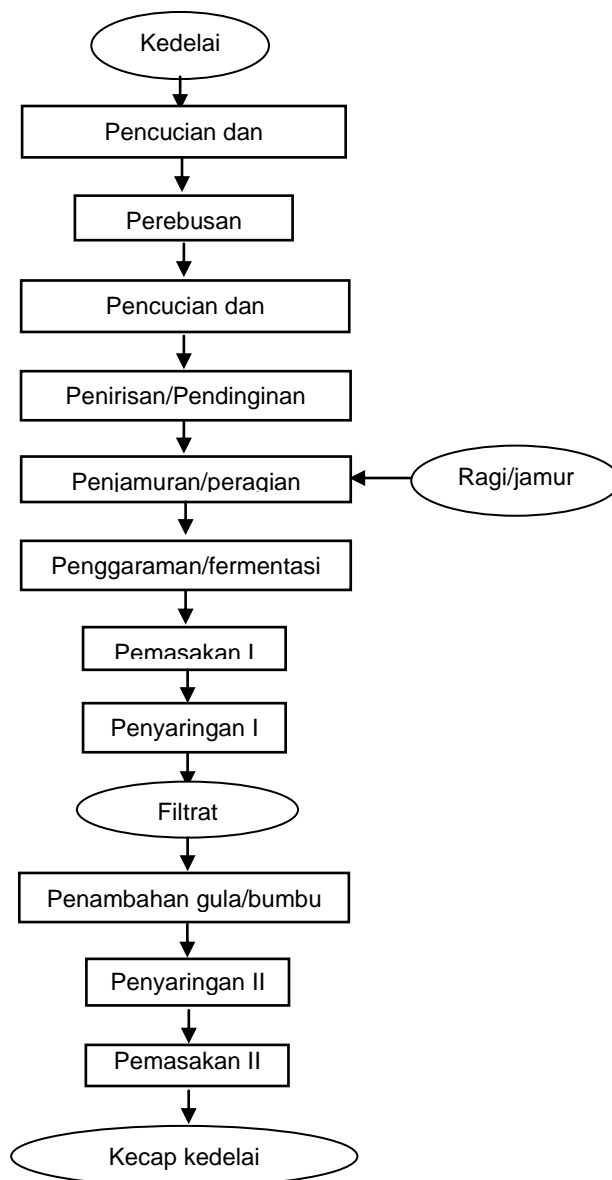 Kedelai
Pencucian dan
Perebusan
Pencucian dan
Penirisan/Pendinginan
Penjamuran/peragian
Ragi/jamur
Penggaraman/fermentasi
Pemasakan I
Penyaringan I
Filtrat
Penambahan gula/bumbu
Penyaringan II
Pemasakan II
Kecap kedelai